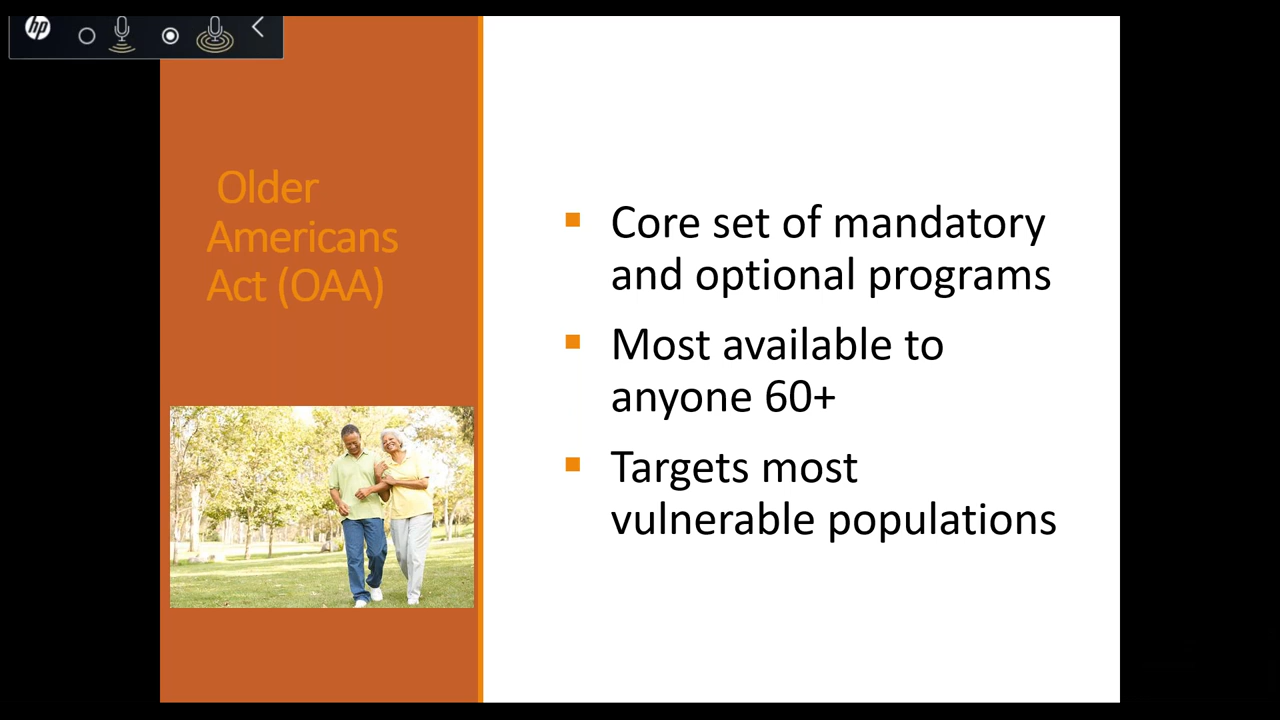 hp
Older
Americans
Act (OAA)
Core set of mandatory
and optional programs
Most available to
anyone 60+
Targets most
vulnerable populations